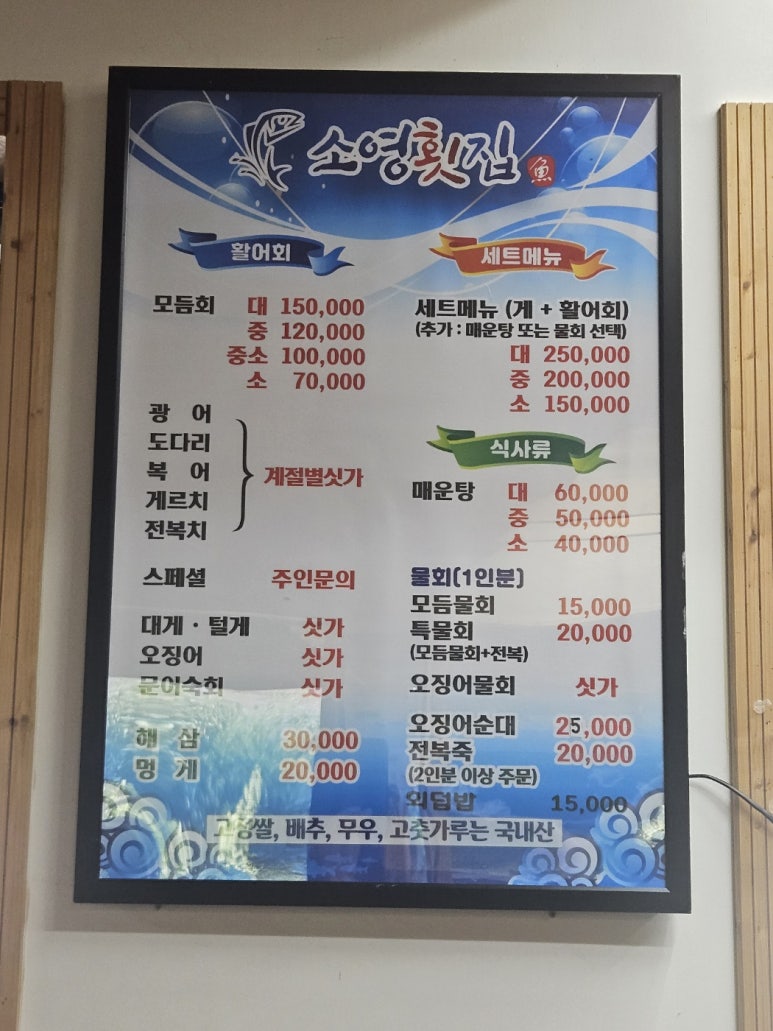 소영횟집 魚
활어회
모듬회 대 150,000
중 120,000
중소 100,000
소 70,000
광 어
도다리
복 어
게르치
전복치
계절별싯가
스페셜 주인문의
대게 · 털게 싯가
오징어 싯가
문어숙회 싯가
해 삼 30,000
멍 게 20,000
세트메뉴
세트메뉴 (게 + 활어회)
(추가 : 매운탕 또는 물회 선택)
대 250,000
중 200,000
소 150,000
식사류
매운탕 대 60,000
중 50,000
소 40,000
물회(1인분)
모듬물회 15,000
특물회 20,000
(모듬물회+전복)
오징어물회 싯가
오징어순대 25,000
전복죽 20,000
(2인분 이상 주문)
회덮밥 15,000
고성쌀, 배추, 무우, 고춧가루는 국내산